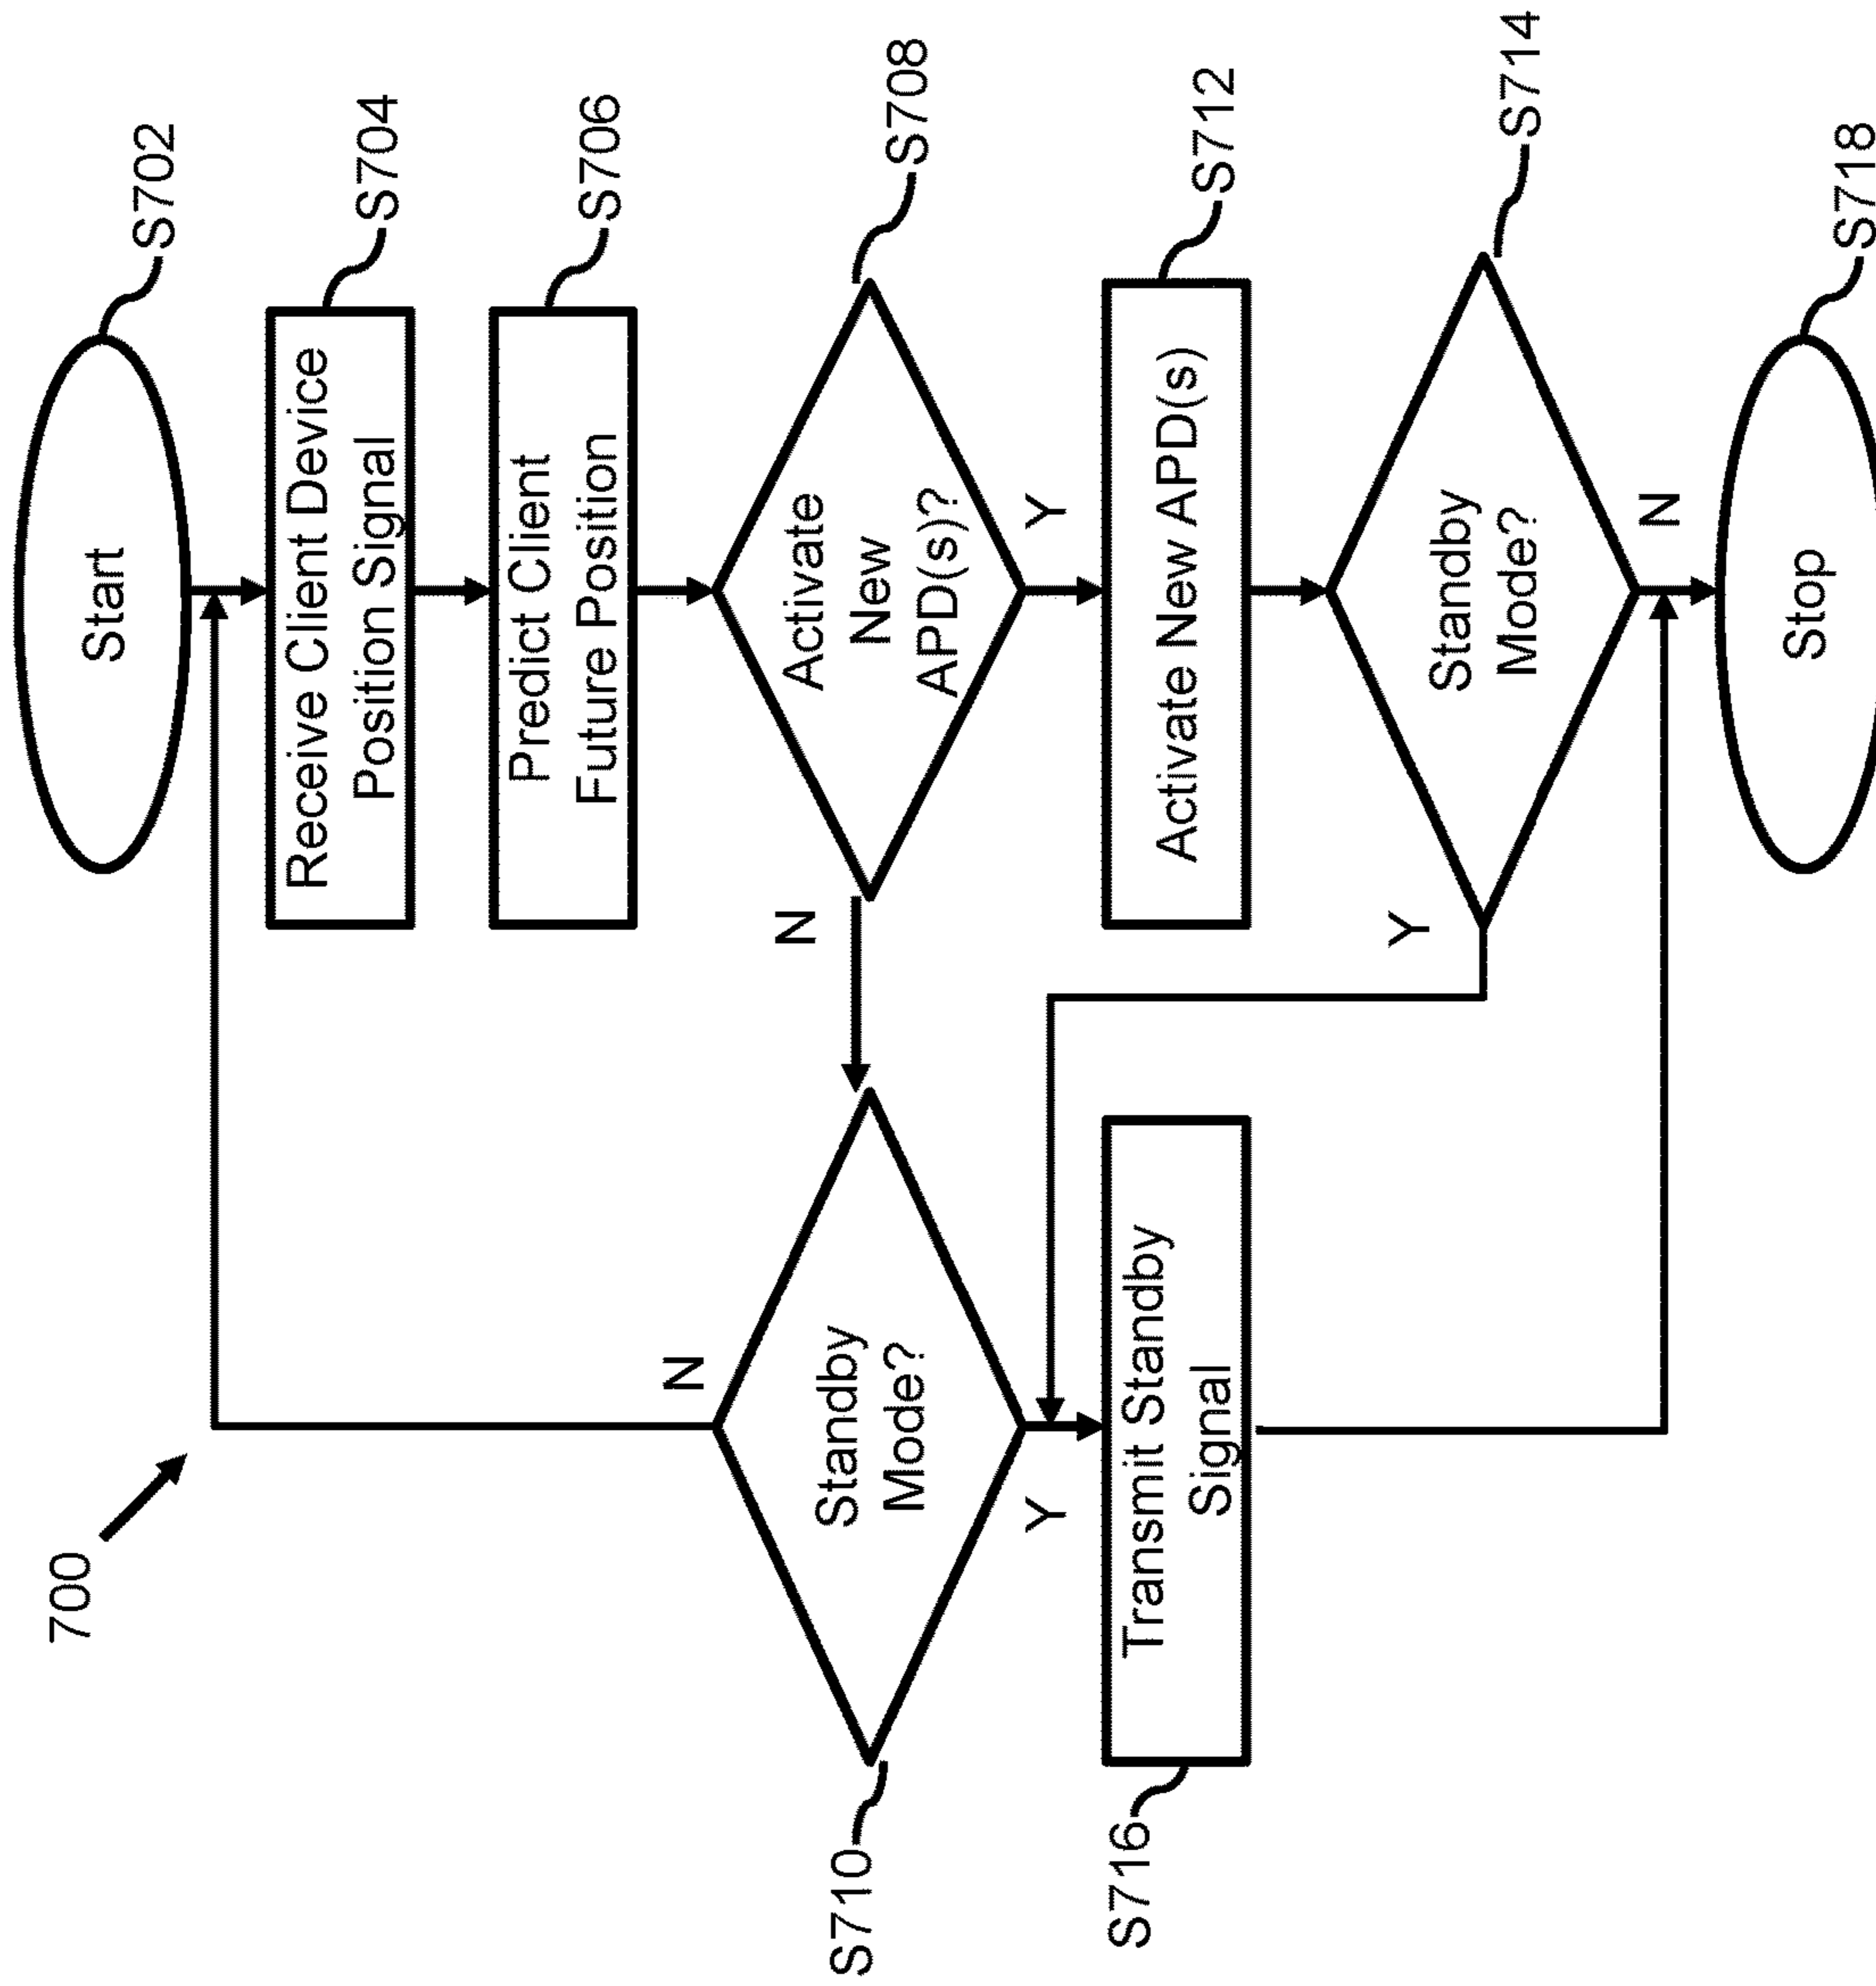 700
Start
S702
Receive Client Device
Position Signal
S704
Predict Client
Future Position
S706
Activate
New
APD(s)?
S708
N
Y
Standby
Mode?
S710
N
Y
Activate New APD(s)
S712
Transmit Standby
Signal
S716
Standby
Mode?
S714
Y
N
Stop
S718